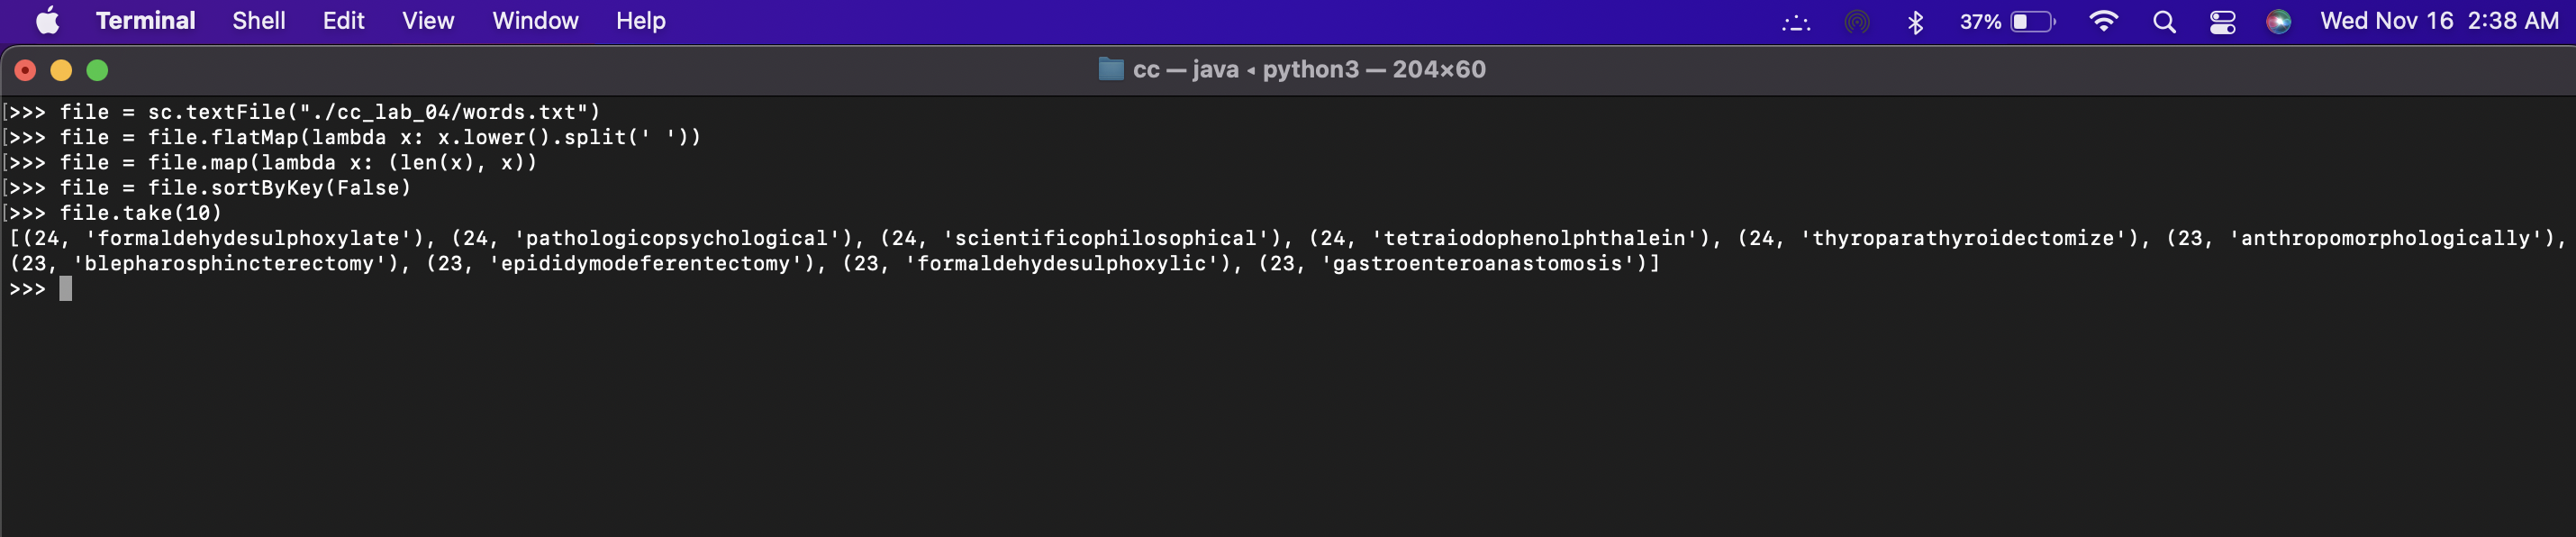 Terminal Shell Edit View Window Help 37% Wed Nov 16 2:38 AM
cc — java ◂ python3 — 204×60
[>>> file = sc.textFile("./cc_lab_04/words.txt")
[>>> file = file.flatMap(lambda x: x.lower().split(' '))
[>>> file = file.map(lambda x: (len(x), x))
[>>> file = file.sortByKey(False)
[>>> file.take(10)
[(24, 'formaldehydesulphoxylate'), (24, 'pathologicopsychological'), (24, 'scientificophilosophical'), (24, 'tetraiodophenolphthalein'), (24, 'thyroparathyroidectomize'), (23, 'anthropomorphologically'),
(23, 'blepharosphincterectomy'), (23, 'epididymodeferentectomy'), (23, 'formaldehydesulphoxylic'), (23, 'gastroenteroanastomosis')]
>>>